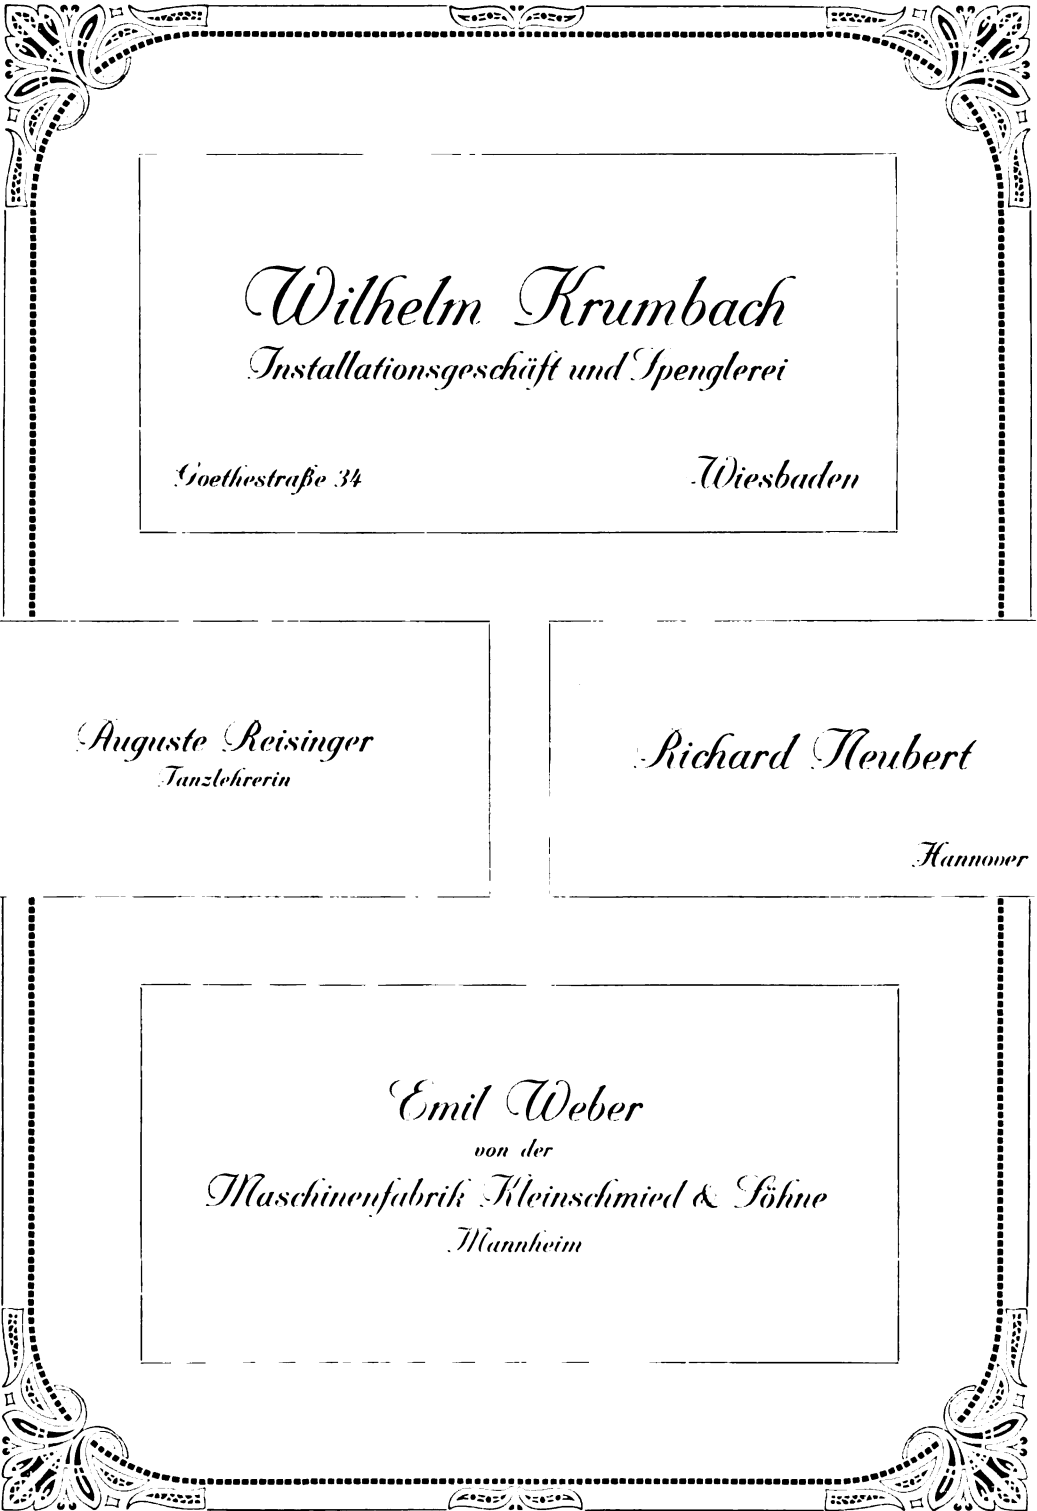 Wilhelm Krumbach
Installationsgeschäft und Spenglerei
Goethestraße 34
Wiesbaden
Auguste Reisinger
Tanzlehrerin
Richard Neubert
Hannover
Emil Weber
von der
Maschinenfabrik Kleinschmied & Söhne
Mannheim